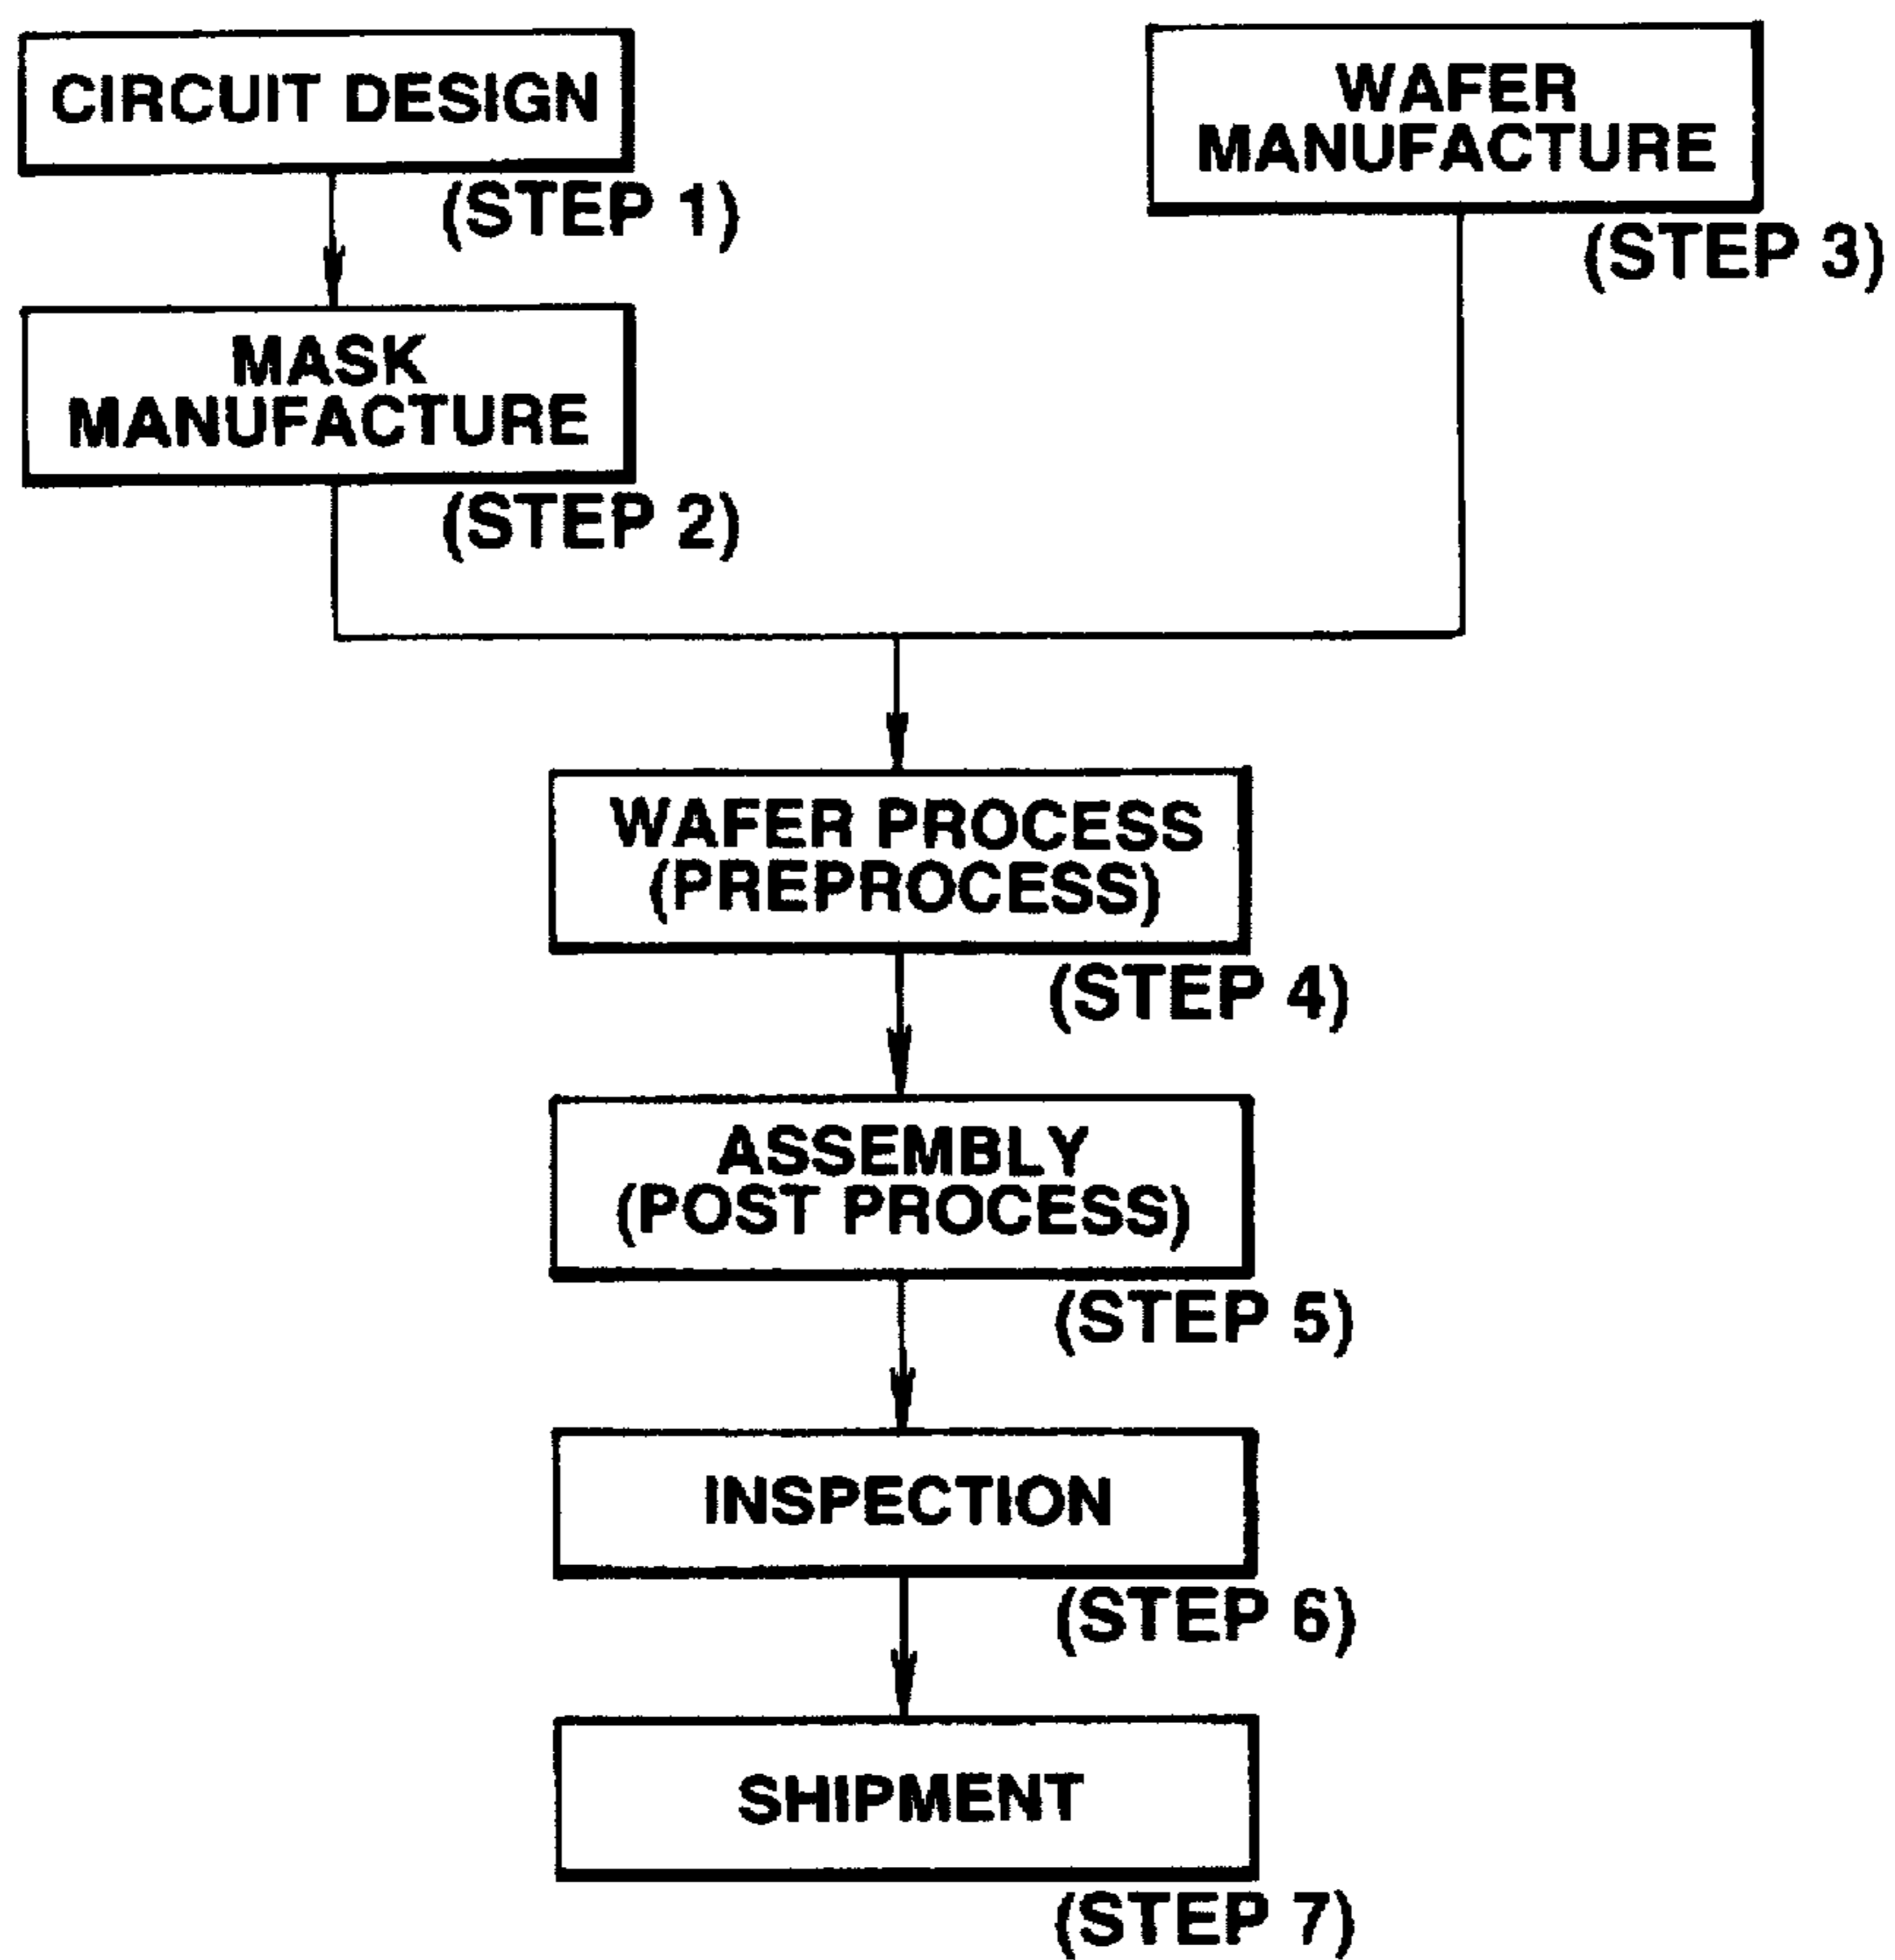 CIRCUIT DESIGN
(STEP 1)
MASK
MANUFACTURE
(STEP 2)
WAFER
MANUFACTURE
(STEP 3)
WAFER PROCESS
(PREPROCESS)
(STEP 4)
ASSEMBLY
(POST PROCESS)
(STEP 5)
INSPECTION
(STEP 6)
SHIPMENT
(STEP 7)